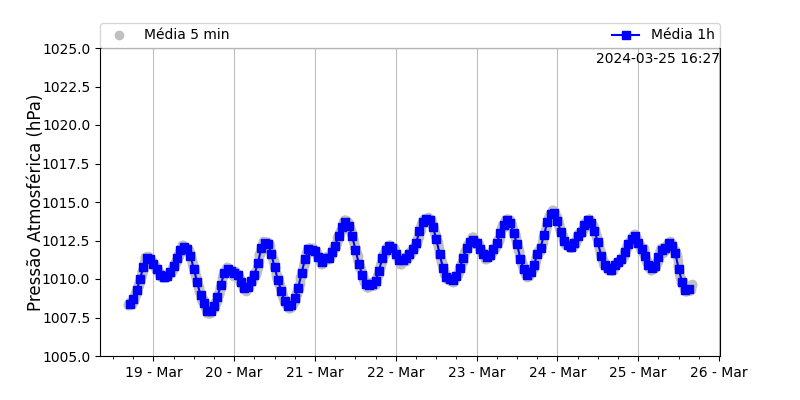 Média 5 min
Média 1h
2024-03-25 16:27
Pressão Atmosférica (hPa)
1025.0
1022.5
1020.0
1017.5
1015.0
1012.5
1010.0
1007.5
1005.0
19 - Mar
20 - Mar
21 - Mar
22 - Mar
23 - Mar
24 - Mar
25 - Mar
26 - Mar